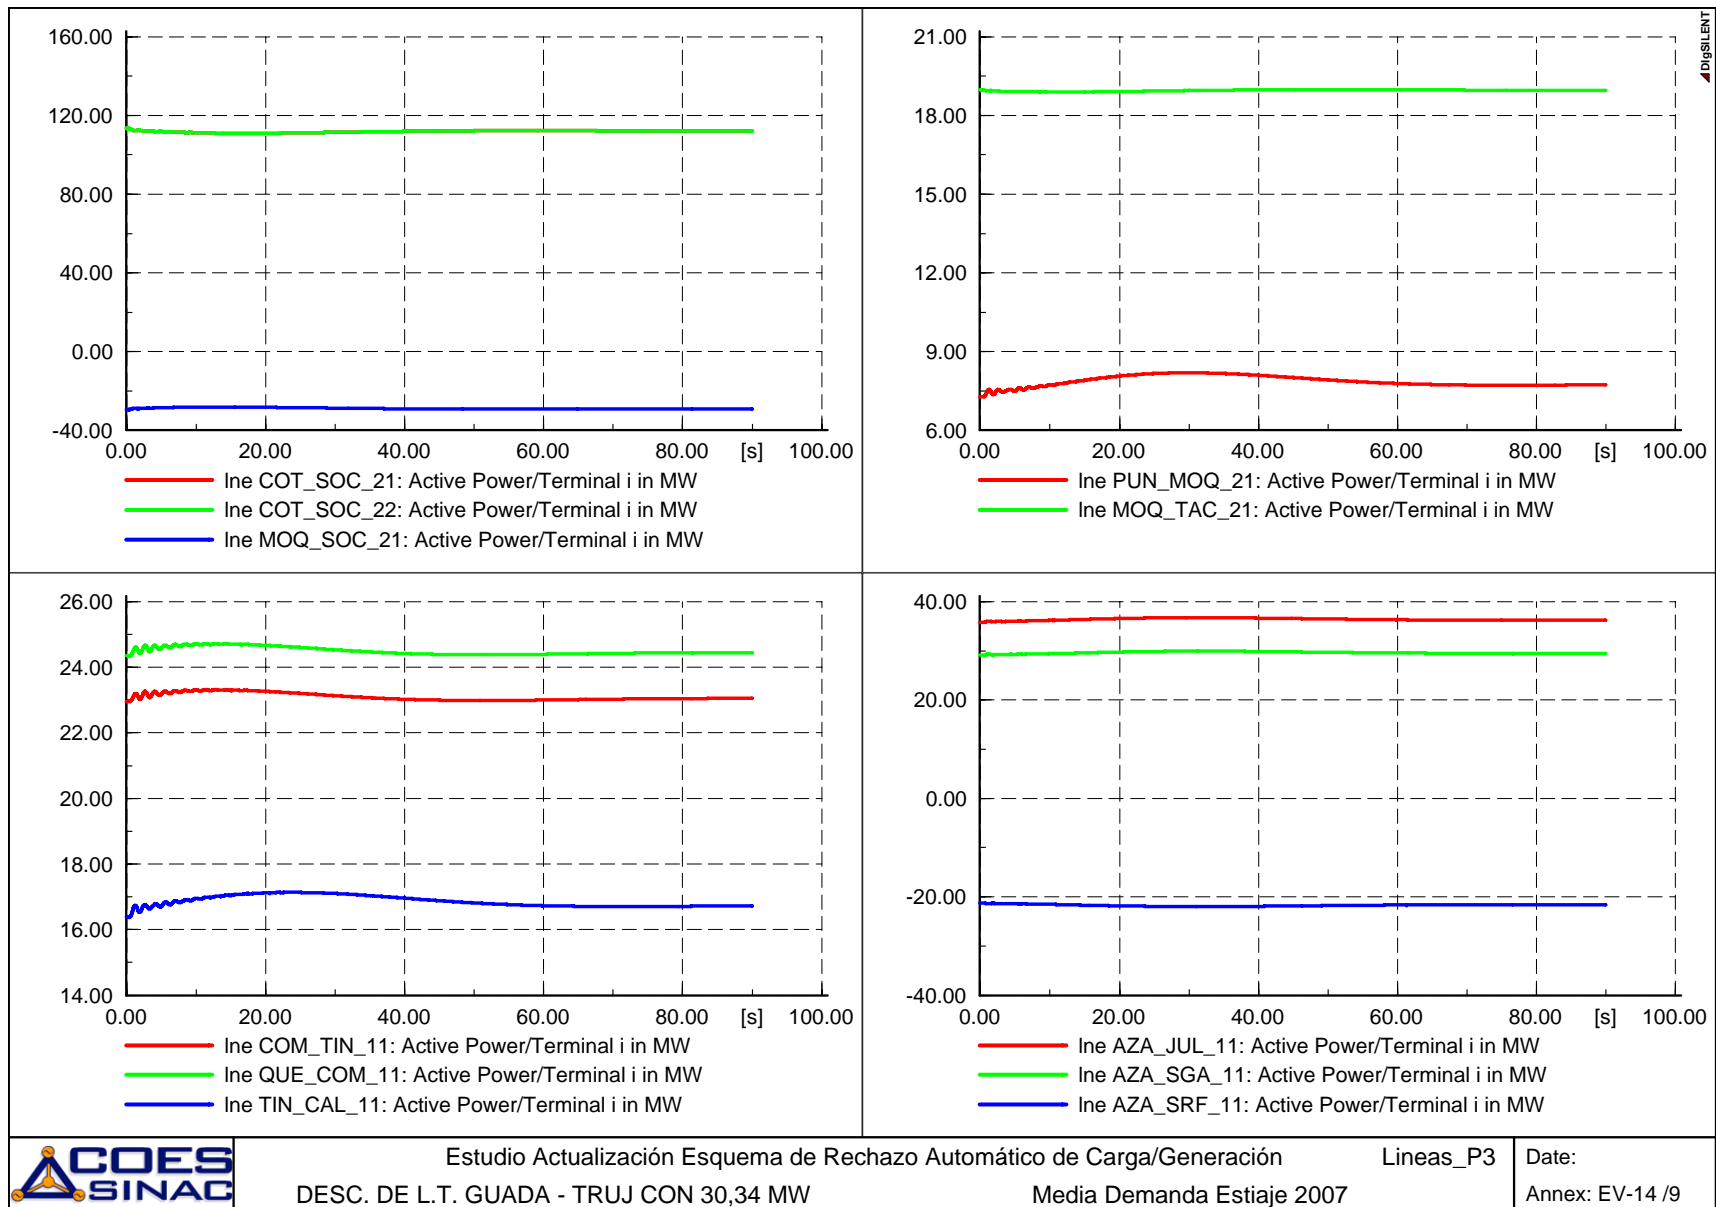 160.00
120.00
80.00
40.00
0.00
-40.00
0.00 20.00 40.00 60.00 80.00 [s] 100.00
lne COT_SOC_21: Active Power/Terminal i in MW
lne COT_SOC_22: Active Power/Terminal i in MW
lne MOQ_SOC_21: Active Power/Terminal i in MW
21.00
18.00
15.00
12.00
9.00
6.00
0.00 20.00 40.00 60.00 80.00 [s] 100.00
lne PUN_MOQ_21: Active Power/Terminal i in MW
lne MOQ_TAC_21: Active Power/Terminal i in MW
DIgSILENT
26.00
24.00
22.00
20.00
18.00
16.00
14.00
0.00 20.00 40.00 60.00 80.00 [s] 100.00
lne COM_TIN_11: Active Power/Terminal i in MW
lne QUE_COM_11: Active Power/Terminal i in MW
lne TIN_CAL_11: Active Power/Terminal i in MW
40.00
20.00
0.00
-20.00
-40.00
0.00 20.00 40.00 60.00 80.00 [s] 100.00
lne AZA_JUL_11: Active Power/Terminal i in MW
lne AZA_SGA_11: Active Power/Terminal i in MW
lne AZA_SRF_11: Active Power/Terminal i in MW
COES
SINAC
Estudio Actualización Esquema de Rechazo Automático de Carga/Generación Lineas_P3
DESC. DE L.T. GUADA - TRUJ CON 30,34 MW Media Demanda Estiaje 2007
Date:
Annex: EV-14 /9